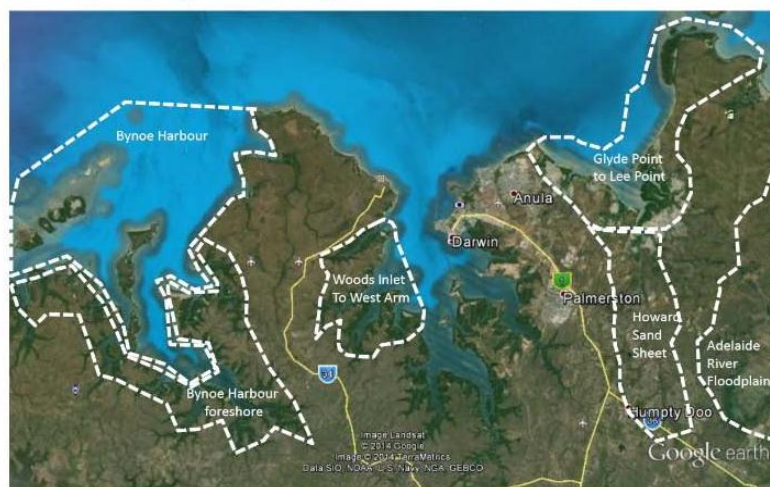 Bynoe Harbour
Glyde Point
to Lee Point
Anula
Darwin
Woods Inlet
To West Arm
Palmerston
Howard
Sand
Sheet
Adelaide
River
Floodplain
34
Bynoe Harbour
foreshore
Humpty Doo
36
Image Landsat
© 2014 Google
Image © 2014 TerraMetrics
Data SIO, NOAA, U.S. Navy, NGA, GEBCO
Google earth